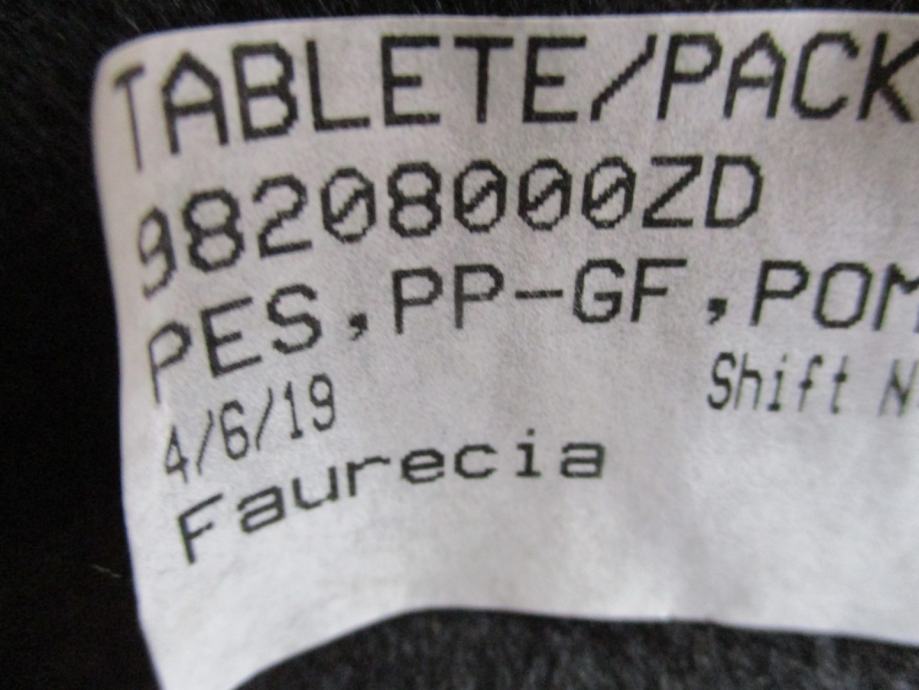 TABLETE/PACK
98208000ZD
PES,PP-GF,POM
4/6/19 Shift N
Faurecia